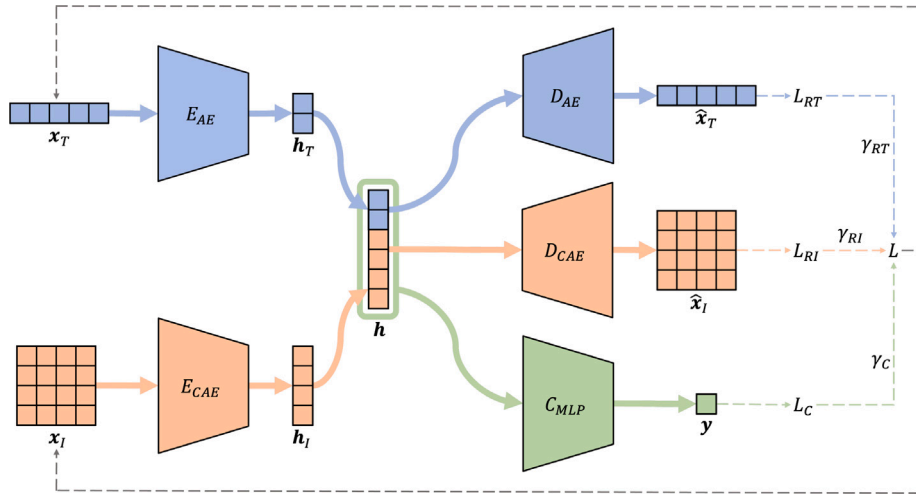 x_T
E_AE
h_T
D_AE
x̂_T
L_RT
γ_RT
h
D_CAE
x̂_I
L_RI
γ_RI
L
x_I
E_CAE
h_I
C_MLP
y
L_C
γ_C